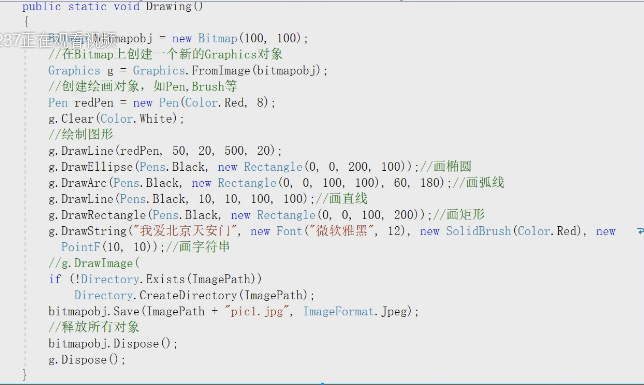 public static void Drawing()
{
237正在观看视频
Bitmap bitmapobj = new Bitmap(100, 100);
//在Bitmap上创建一个新的Graphics对象
Graphics g = Graphics.FromImage(bitmapobj);
//创建绘画对象，如Pen,Brush等
Pen redPen = new Pen(Color.Red, 8);
g.Clear(Color.White);
//绘制图形
g.DrawLine(redPen, 50, 20, 500, 20);
g.DrawEllipse(Pens.Black, new Rectangle(0, 0, 200, 100));//画椭圆
g.DrawArc(Pens.Black, new Rectangle(0, 0, 100, 100), 60, 180);//画弧线
g.DrawLine(Pens.Black, 10, 10, 100, 100);//画直线
g.DrawRectangle(Pens.Black, new Rectangle(0, 0, 100, 200));//画矩形
g.DrawString("我爱北京天安门", new Font("微软雅黑", 12), new SolidBrush(Color.Red), new
PointF(10, 10));//画字符串
//g.DrawImage(
if (!Directory.Exists(ImagePath))
Directory.CreateDirectory(ImagePath);
bitmapobj.Save(ImagePath + "pic1.jpg", ImageFormat.Jpeg);
//释放所有对象
bitmapobj.Dispose();
g.Dispose();
}